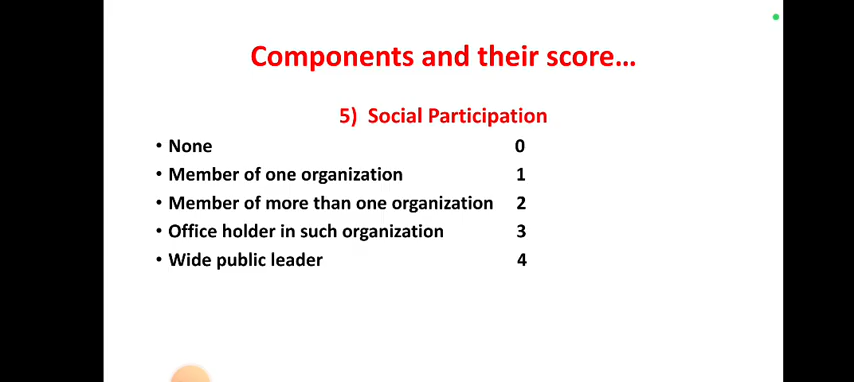 Components and their score...
5) Social Participation
• None 0
• Member of one organization 1
• Member of more than one organization 2
• Office holder in such organization 3
• Wide public leader 4